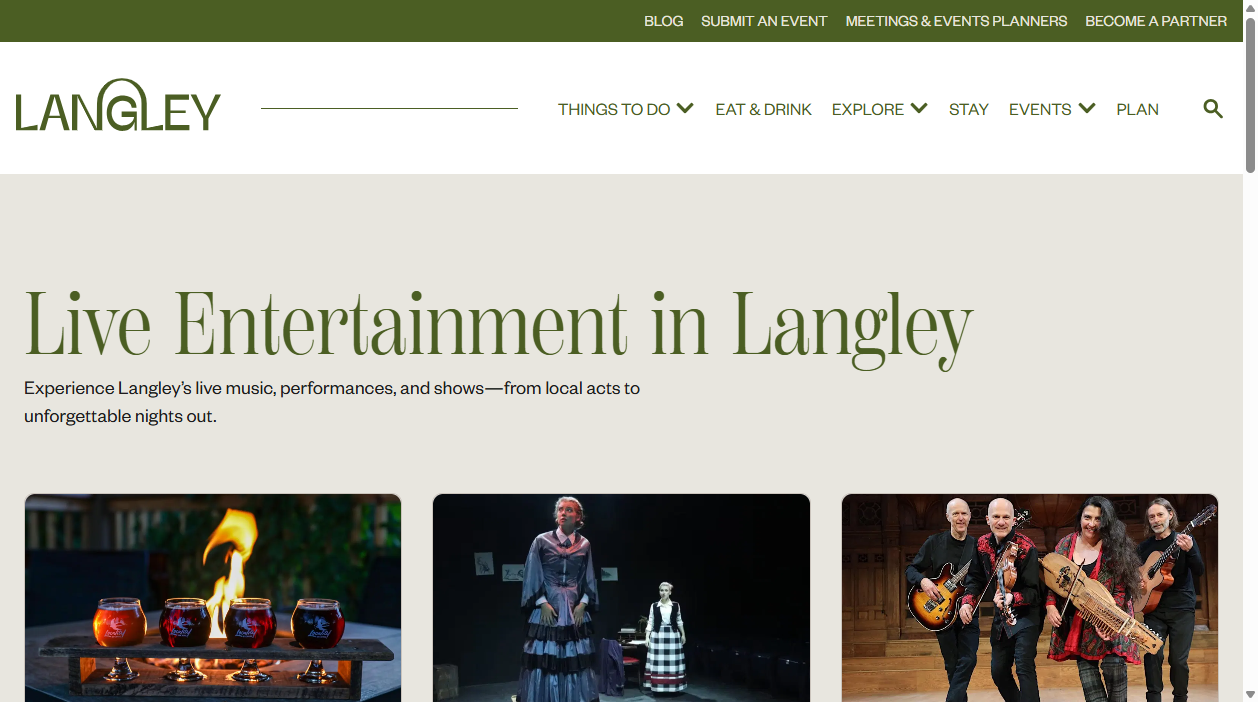 BLOG SUBMIT AN EVENT MEETINGS & EVENTS PLANNERS BECOME A PARTNER
LANGLEY
THINGS TO DO EAT & DRINK EXPLORE STAY EVENTS PLAN
Live Entertainment in Langley
Experience Langley’s live music, performances, and shows—from local acts to
unforgettable nights out.